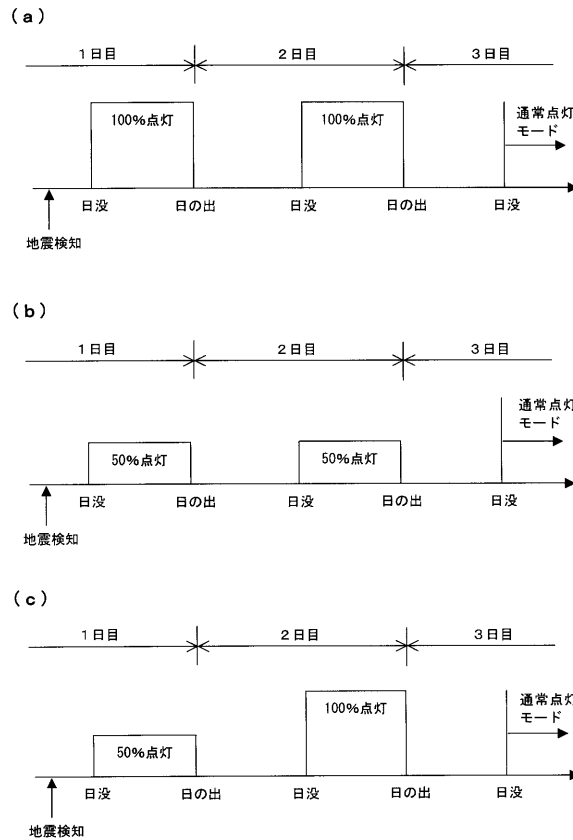 (a)
1日目 2日目 3日目
100%点灯 100%点灯 通常点灯
モード
日没 日の出 日没 日の出 日没
地震検知
(b)
1日目 2日目 3日目
通常点灯
モード
50%点灯 50%点灯
日没 日の出 日没 日の出 日没
地震検知
(c)
1日目 2日目 3日目
通常点灯
モード
100%点灯
50%点灯
日没 日の出 日没 日の出 日没
地震検知